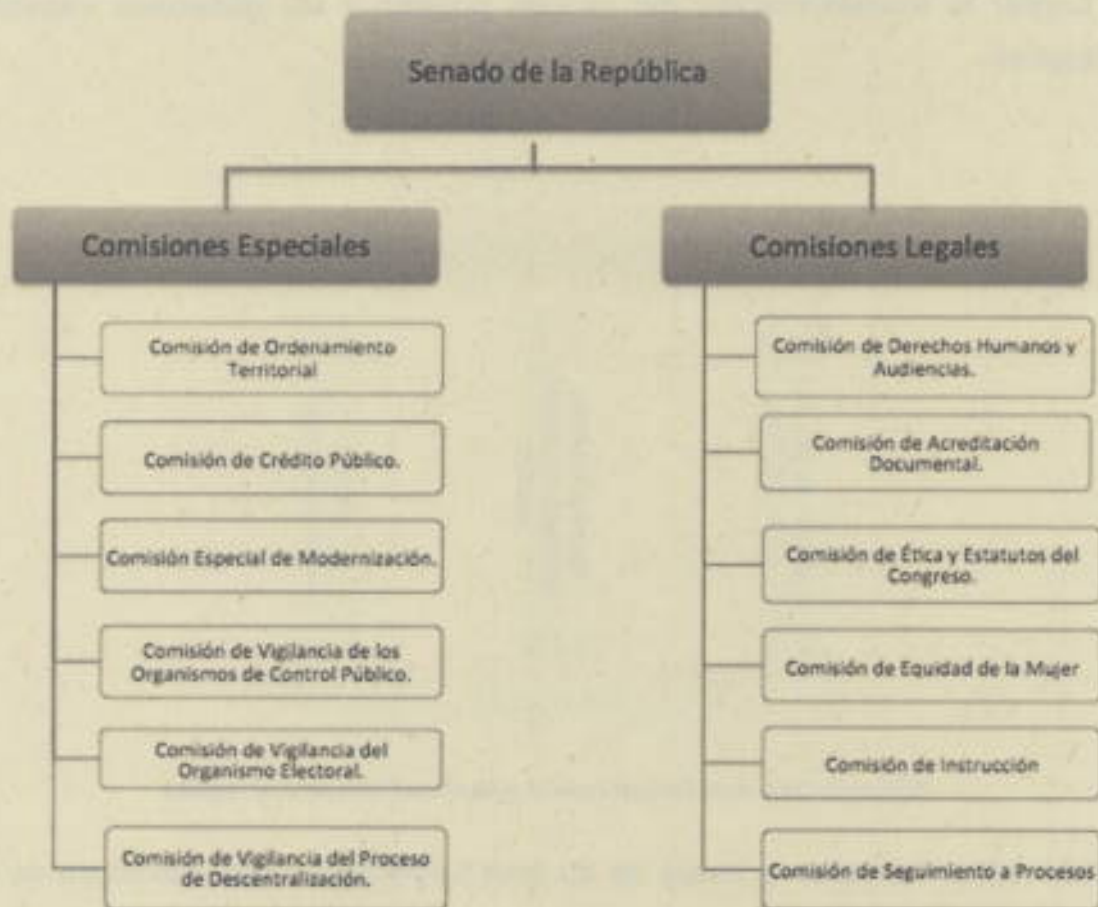 Senado de la República
Comisiones Especiales
Comisión de Ordenamiento
Territorial
Comisión de Crédito Público.
Comisión Especial de Modernización.
Comisión de Vigilancia de los
Organismos de Control Público.
Comisión de Vigilancia del
Organismo Electoral.
Comisión de Vigilancia del Proceso
de Descentralización.
Comisiones Legales
Comisión de Derechos Humanos y
Audiencias.
Comisión de Acreditación
Documental.
Comisión de Ética y Estatutos del
Congreso.
Comisión de Equidad de la Mujer
Comisión de Instrucción
Comisión de Seguimiento a Procesos